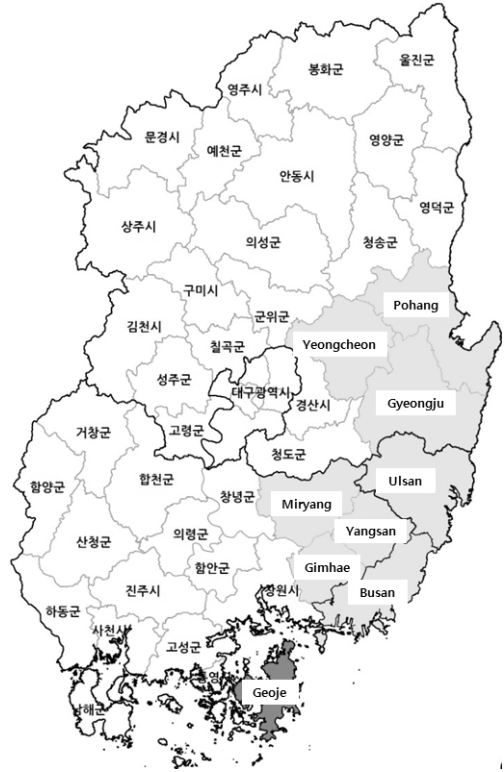 울진군
봉화군
영주시
문경시
예천군
영양군
안동시
영덕군
상주시
의성군
청송군
구미시
Pohang
군위군
김천시
Yeongcheon
칠곡군
성주군
대구광역시
경산시
Gyeongju
거창군
고령군
청도군
함양군
합천군
창녕군
Ulsan
Miryang
의령군
Yangsan
산청군
함안군
Gimhae
진주시
창원시
Busan
하동군
사천시
고성군
Geoje
남해군